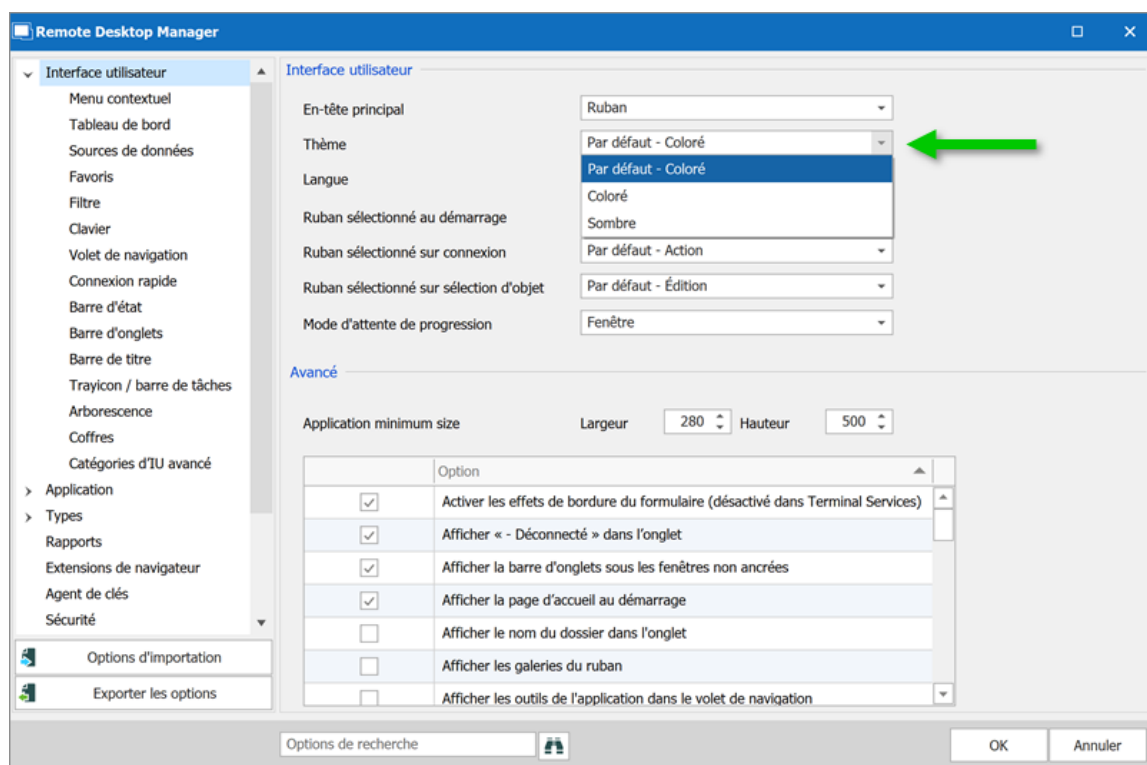 Remote Desktop Manager
Interface utilisateur
Menu contextuel
Tableau de bord
Sources de données
Favoris
Filtre
Clavier
Volet de navigation
Connexion rapide
Barre d'état
Barre d'onglets
Barre de titre
Trayicon / barre de tâches
Arborescence
Coffres
Catégories d'IU avancé
Application
Types
Rapports
Extensions de navigateur
Agent de clés
Sécurité
Options d'importation
Exporter les options
Interface utilisateur
En-tête principal Ruban
Thème Par défaut - Coloré
Par défaut - Coloré
Langue
Coloré
Ruban sélectionné au démarrage Sombre
Ruban sélectionné sur connexion Par défaut - Action
Ruban sélectionné sur sélection d'objet Par défaut - Édition
Mode d'attente de progression Fenêtre
Avancé
Application minimum size Largeur 280 Hauteur 500
Option
Activer les effets de bordure du formulaire (désactivé dans Terminal Services)
Afficher « - Déconnecté » dans l’onglet
Afficher la barre d'onglets sous les fenêtres non ancrées
Afficher la page d’accueil au démarrage
Afficher le nom du dossier dans l'onglet
Afficher les galeries du ruban
Afficher les outils de l'application dans le volet de navigation
Options de recherche
OK Annuler